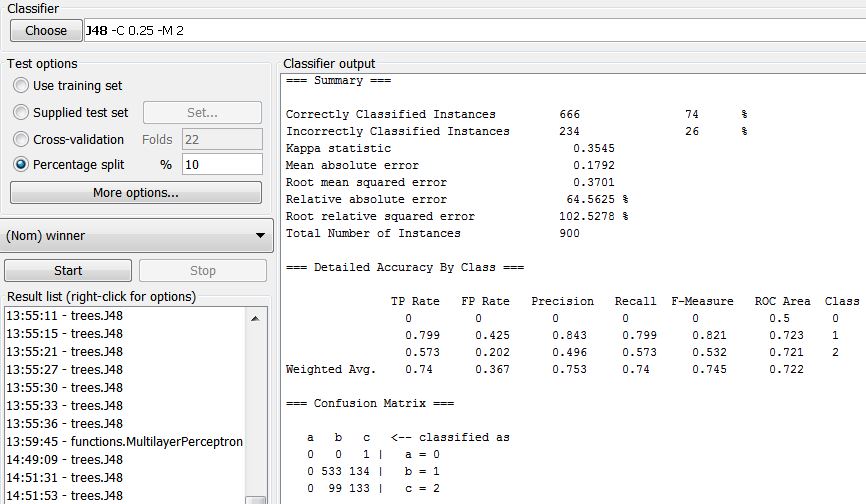 Classifier
Choose J48 -C 0.25 -M 2
Test options
Use training set
Supplied test set Set...
Cross-validation Folds 22
Percentage split % 10
More options...
(Nom) winner
Start Stop
Result list (right-click for options)
13:55:11 - trees.J48
13:55:15 - trees.J48
13:55:21 - trees.J48
13:55:27 - trees.J48
13:55:30 - trees.J48
13:55:33 - trees.J48
13:55:36 - trees.J48
13:59:45 - functions.MultilayerPerceptron
14:49:09 - trees.J48
14:51:31 - trees.J48
14:51:53 - trees.J48
Classifier output
=== Summary ===
Correctly Classified Instances 666 74 %
Incorrectly Classified Instances 234 26 %
Kappa statistic 0.3545
Mean absolute error 0.1792
Root mean squared error 0.3701
Relative absolute error 64.5625 %
Root relative squared error 102.5278 %
Total Number of Instances 900
=== Detailed Accuracy By Class ===
TP Rate FP Rate Precision Recall F-Measure ROC Area Class
0 0 0 0 0 0.5 0
0.799 0.425 0.843 0.799 0.821 0.723 1
0.573 0.202 0.496 0.573 0.532 0.721 2
Weighted Avg. 0.74 0.367 0.753 0.74 0.745 0.722
=== Confusion Matrix ===
a b c <-- classified as
0 0 1 | a = 0
0 533 134 | b = 1
0 99 133 | c = 2